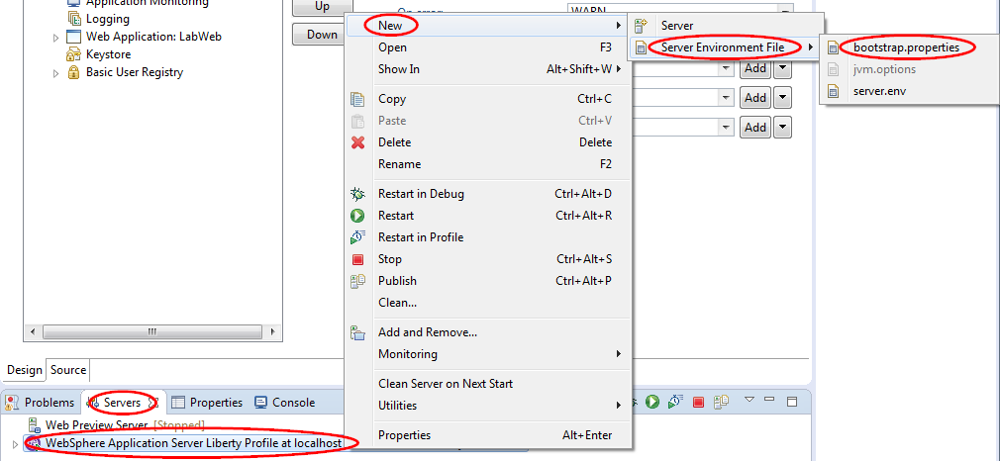 Application Monitoring
Logging
Web Application: LabWeb
Keystore
Basic User Registry
Up
Down
On error:
WARN
Add
Add
Add
New
Open F3
Show In Alt+Shift+W
Copy Ctrl+C
Paste Ctrl+V
Delete Delete
Rename F2
Restart in Debug Ctrl+Alt+D
Restart Ctrl+Alt+R
Restart in Profile
Stop Ctrl+Alt+S
Publish Ctrl+Alt+P
Clean...
Add and Remove...
Monitoring
Clean Server on Next Start
Utilities
Properties Alt+Enter
Server
Server Environment File
bootstrap.properties
jvm.options
server.env
Design Source
Problems Servers Properties Console
Web Preview Server [Stopped]
WebSphere Application Server Liberty Profile at localhost